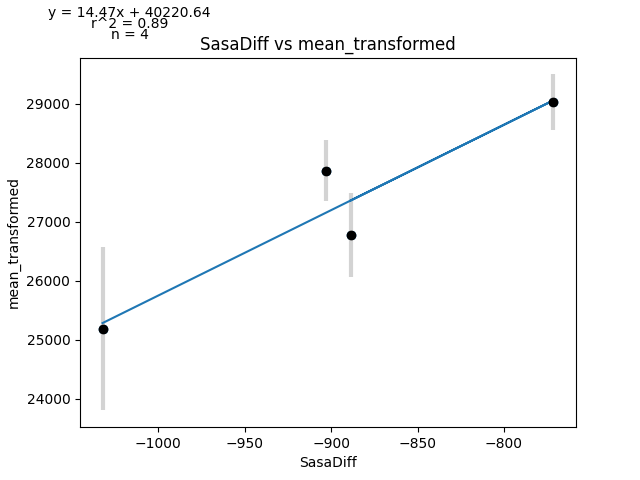 y = 14.47x + 40220.64
r^2 = 0.89
n = 4
SasaDiff vs mean_transformed
29000
28000
27000
26000
25000
24000
mean_transformed
−1000
−950
−900
−850
−800
SasaDiff